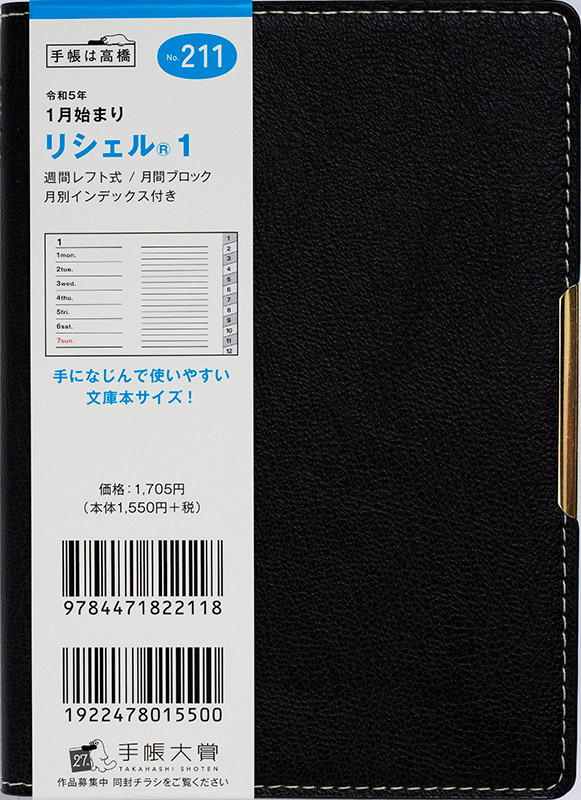 手帳は高橋
No.211
令和5年
1月始まり
リシェル® 1
週間レフト式 / 月間ブロック
月別インデックス付き
1
1mon.
2tue.
3wed.
4thu.
5fri.
6sat.
7sun.
1
2
3
4
5
6
7
8
9
10
11
12
手になじんで使いやすい
文庫本サイズ!
価格:1,705円
(本体1,550円+税)
9784471822118
1922478015500
27th
手帳大賞
TAKAHASHI SHOTEN
作品募集中 同封チラシをご覧ください